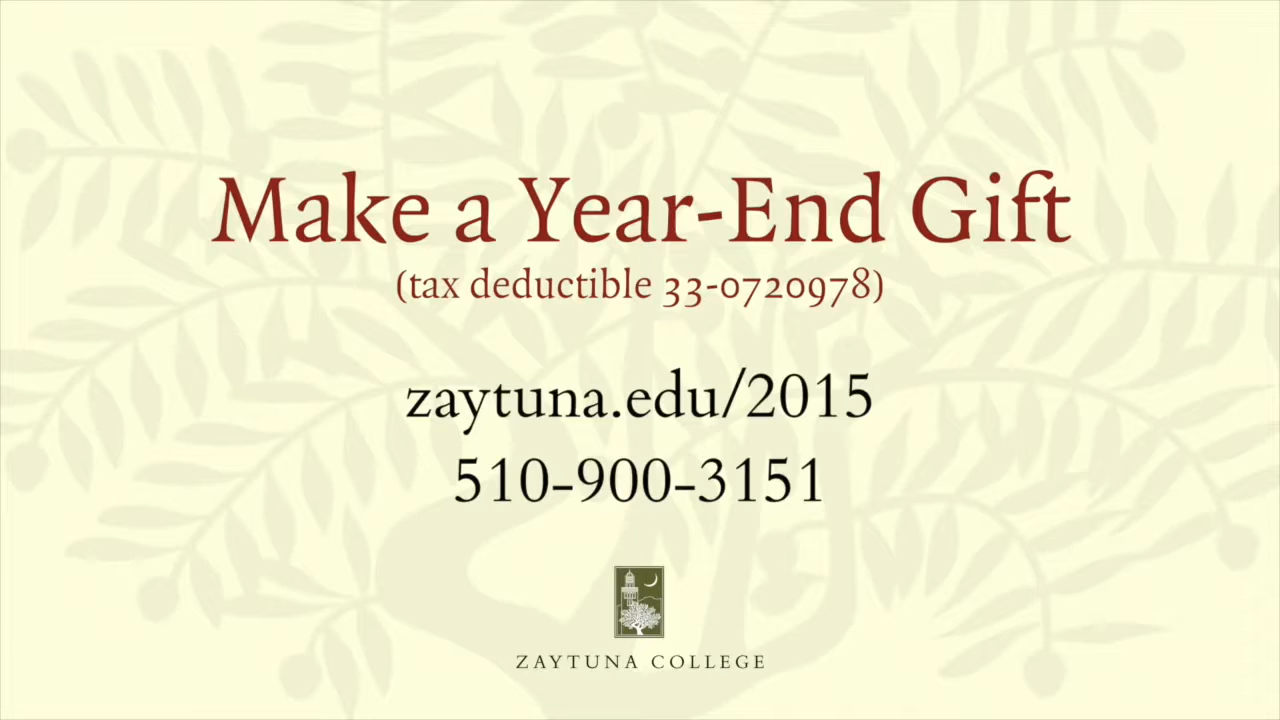 Make a Year-End Gift
(tax deductible 33-0720978)
zaytuna.edu/2015
510-900-3151
ZAYTUNA COLLEGE